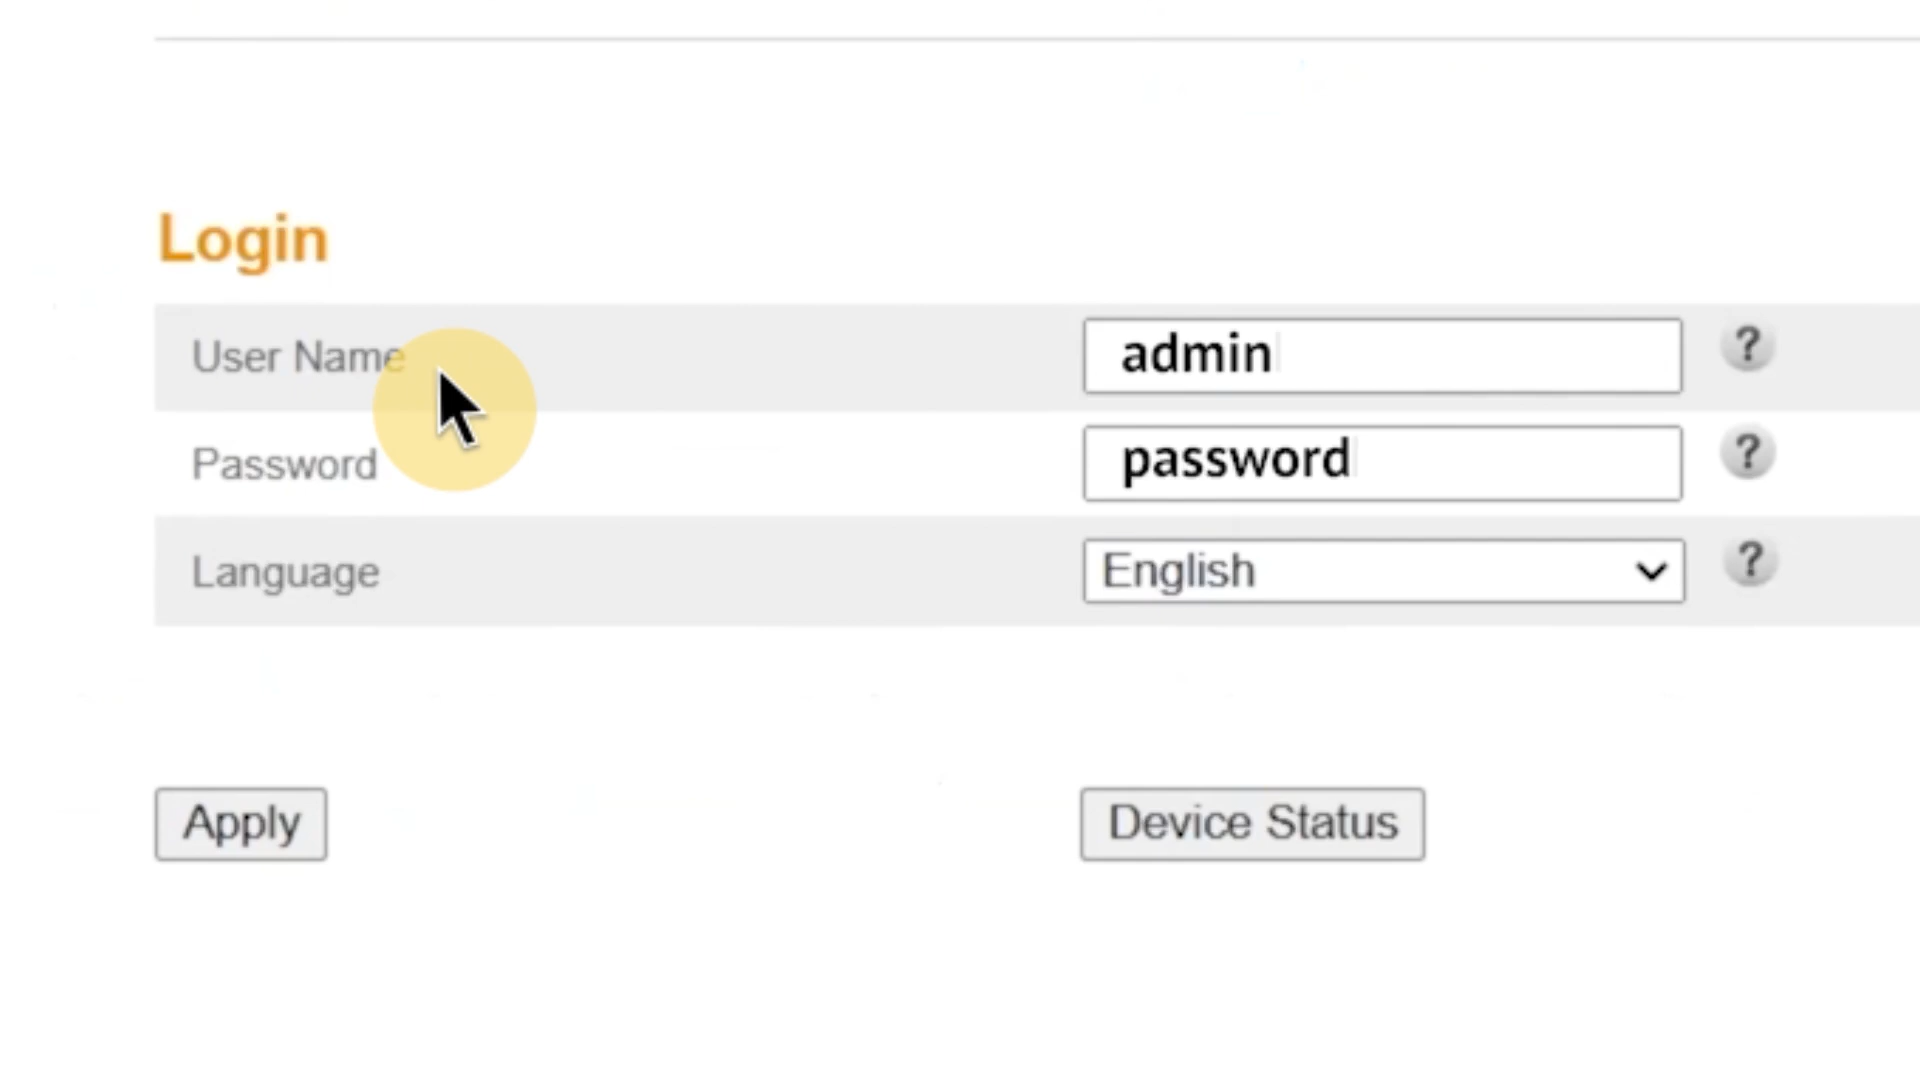 Login
User Name admin ?
Password password ?
Language English ?
Apply Device Status